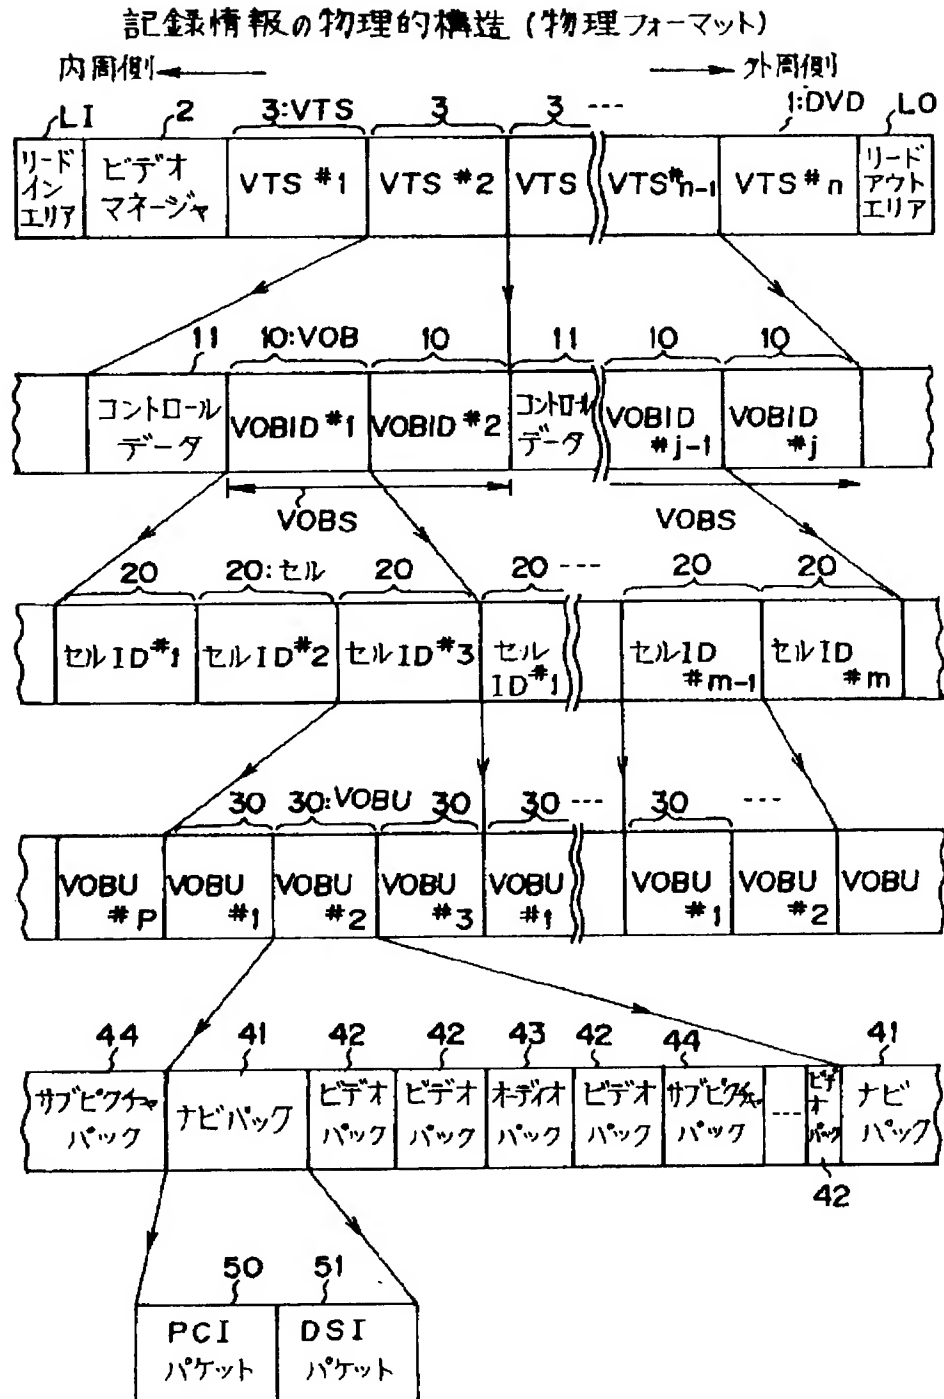 記録情報の物理的構造(物理フォーマット)
内周側
外周側
LI
2
3:VTS
3
3
---
1:DVD
LO
リード
イン
エリア
ビデオ
マネージャ
VTS #1
VTS #2
VTS
VTS#n-1
VTS #n
リード
アウト
エリア
11
10:VOB
10
11
10
10
コントロール
データ
VOBID #1
VOBID #2
コントロール
データ
VOBID
#j-1
VOBID
#j
VOBS
VOBS
20
20:セル
20
20
---
20
20
セルID#1
セルID#2
セルID#3
セル
ID#1
セルID
#m-1
セルID
#m
30
30:VOBU
30
30
---
30
---
VOBU
#P
VOBU
#1
VOBU
#2
VOBU
#3
VOBU
#1
VOBU
#1
VOBU
#2
VOBU
44
41
42
42
43
42
44
41
サブピクチャ
パック
ナビパック
ビデオ
パック
ビデオ
パック
オーディオ
パック
ビデオ
パック
サブピクチャ
パック
---
ビデ
オ
パック
ナビ
パック
42
50
51
PCI
パケット
DSI
パケット